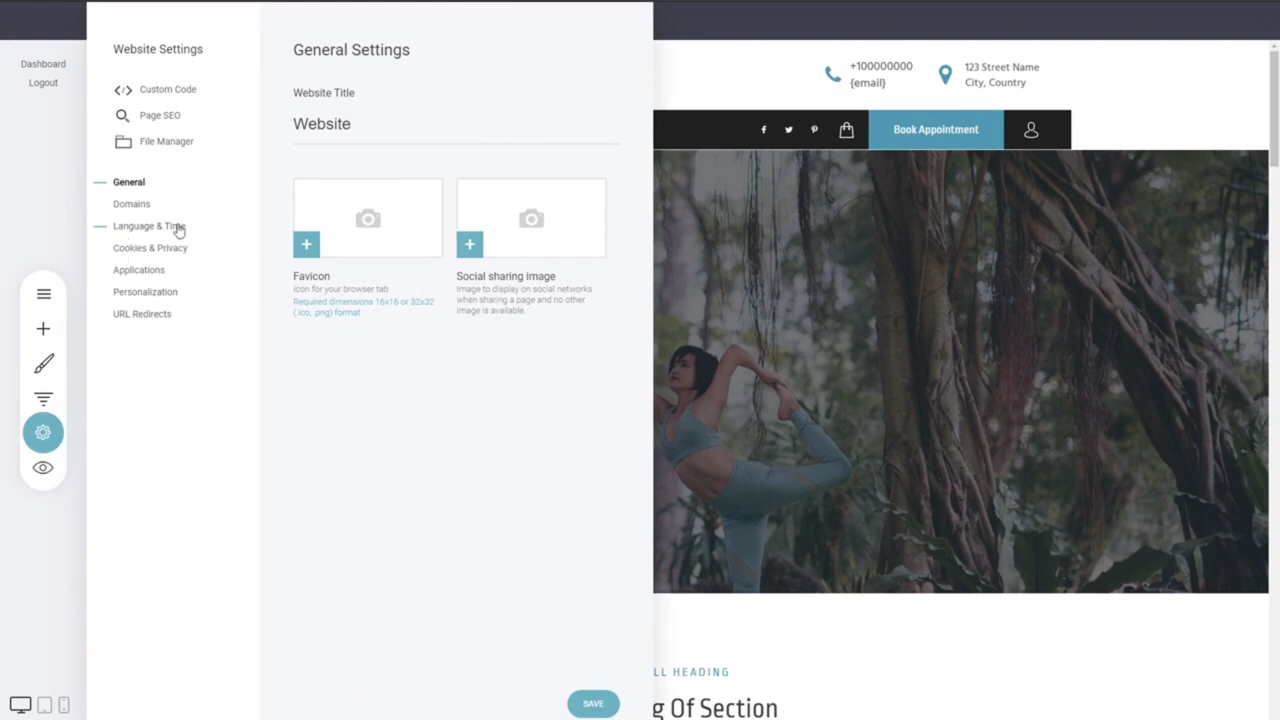 Dashboard
Logout
Website Settings
Custom Code
Page SEO
File Manager
General
Domains
Language & Time
Cookies & Privacy
Applications
Personalization
URL Redirects
General Settings
Website Title
Website
Favicon
Icon for your browser tab
Required dimensions 16x16 or 32x32
(.ico, .png) format
Social sharing image
Image to display on social networks
when sharing a page and no other
image is available.
SAVE
+100000000
{email}
123 Street Name
City, Country
Book Appointment
LL HEADING
g Of Section